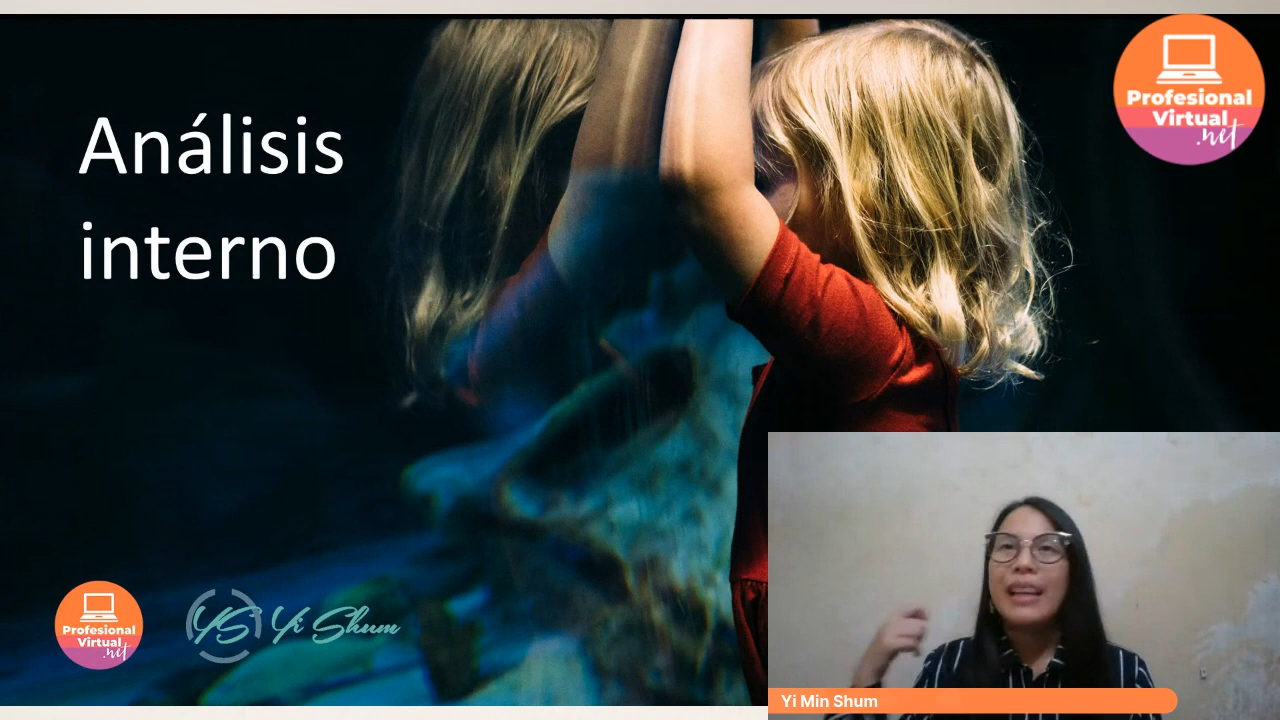 Análisis
interno
Profesional
Virtual
.net
Profesional
Virtual
.net
YS Yi Shum
Yi Min Shum